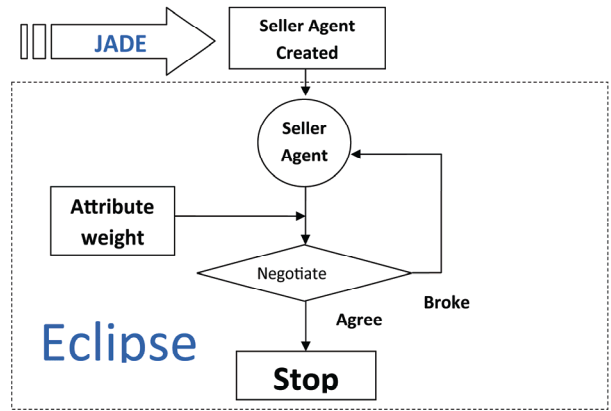 JADE
Seller Agent
Created
Seller
Agent
Attribute
weight
Negotiate
Broke
Agree
Eclipse
Stop